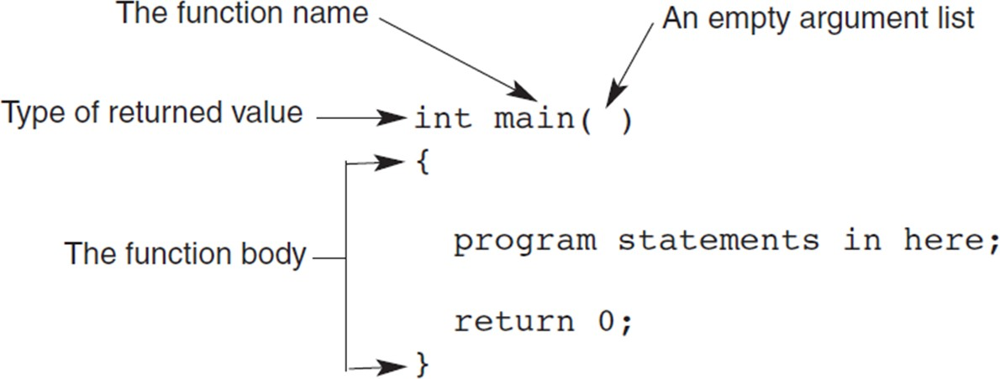 The function name
An empty argument list
Type of returned value
int main( )
{
The function body
program statements in here;
return 0;
}